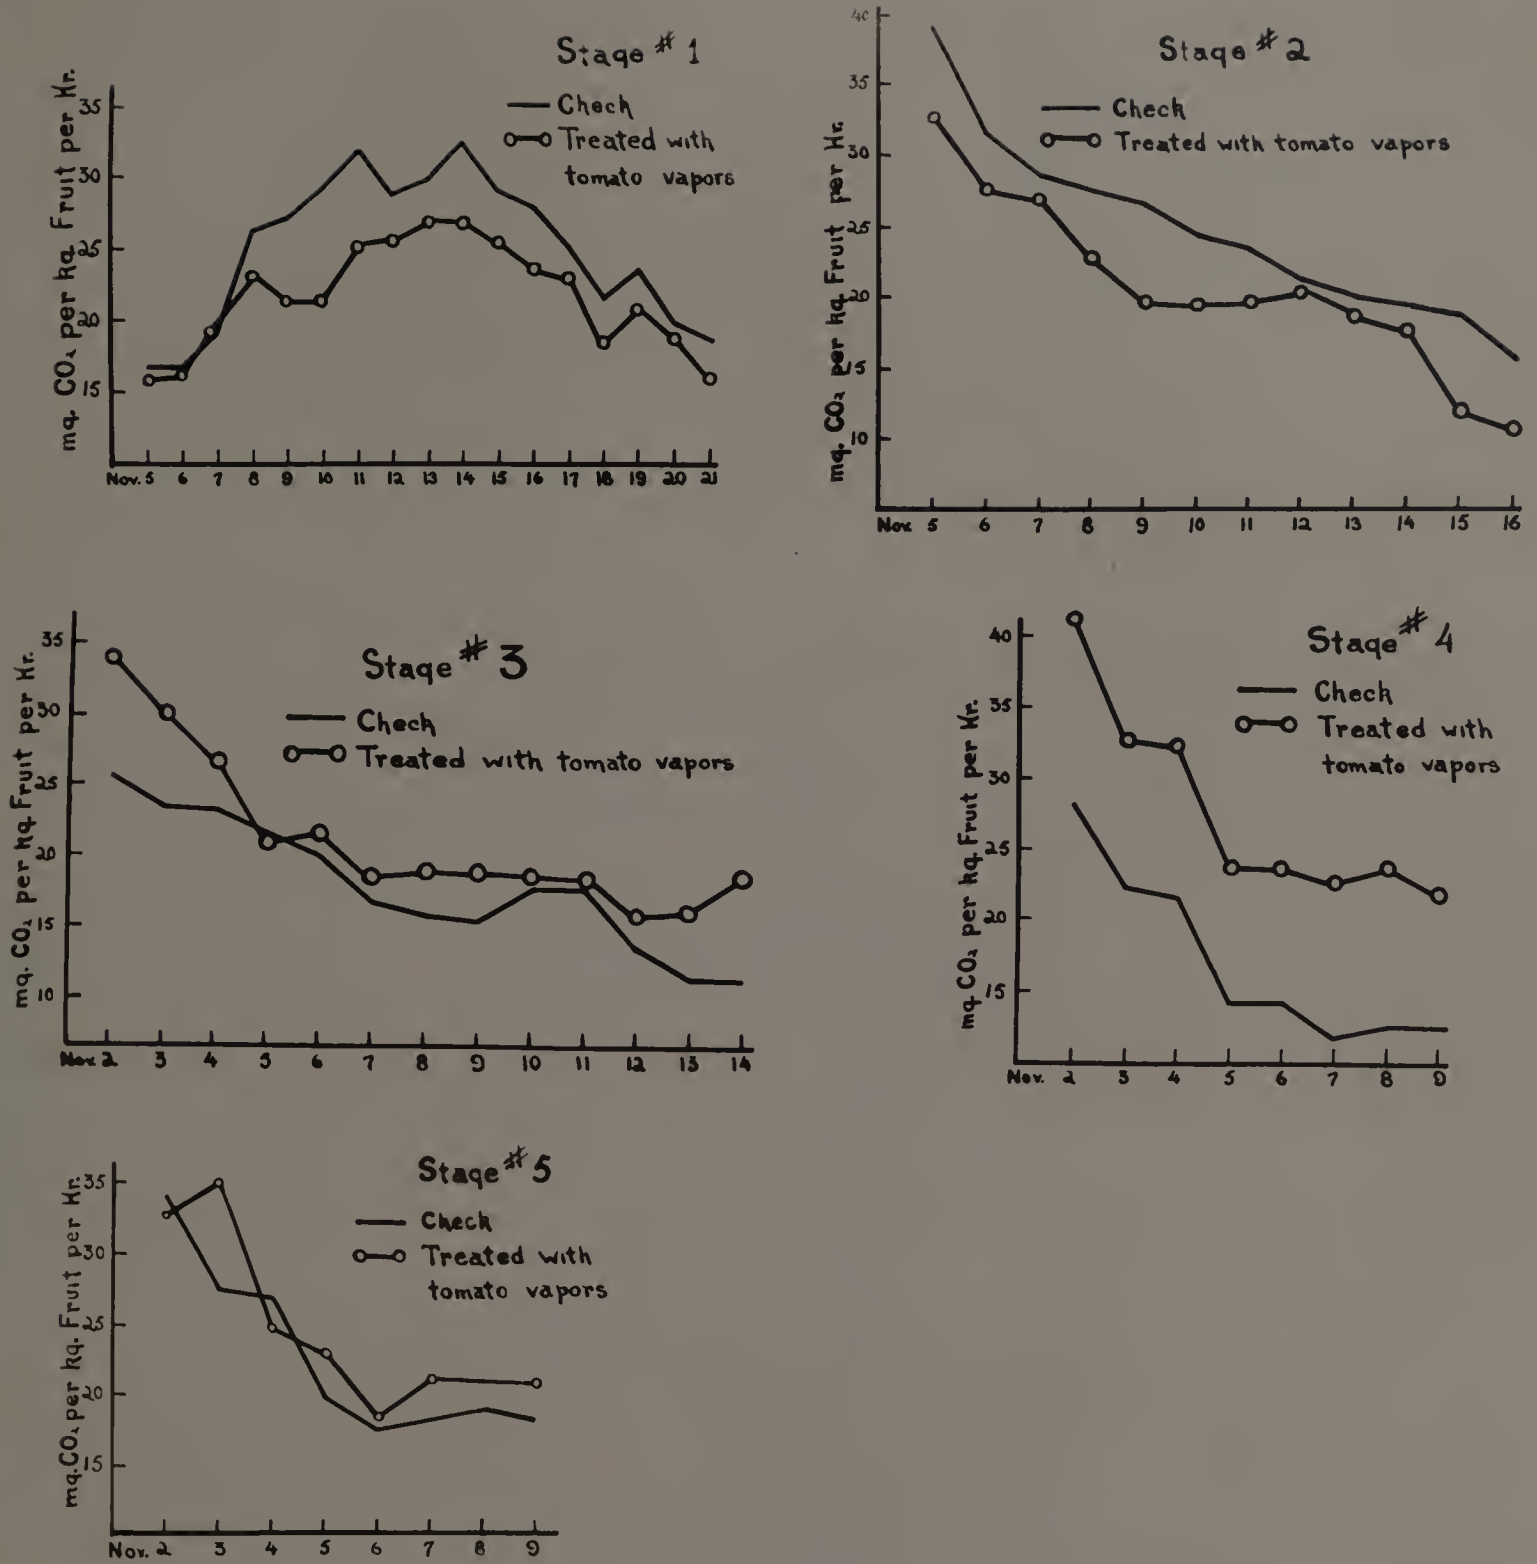 Stage # 1
Check
Treated with
tomato vapors
mg. CO₂ per kg. Fruit per Hr.
35
30
25
20
15
Nov. 5 6 7 8 9 10 11 12 13 14 15 16 17 18 19 20 21
Stage # 2
Check
Treated with tomato vapors
mg. CO₂ per kg. Fruit per Hr.
40
35
30
25
20
15
10
Nov. 5 6 7 8 9 10 11 12 13 14 15 16
Stage # 3
Check
Treated with tomato vapors
mg. CO₂ per kg. Fruit per Hr.
35
30
25
20
15
10
Nov. 2 3 4 5 6 7 8 9 10 11 12 13 14
Stage # 4
Check
Treated with
tomato vapors
mg CO₂ per kg. Fruit per Hr.
40
35
30
25
20
15
Nov. 2 3 4 5 6 7 8 9
Stage # 5
Check
Treated with
tomato vapors
mg. CO₂ per kg. Fruit per Hr.
35
30
25
20
15
Nov. 2 3 4 5 6 7 8 9